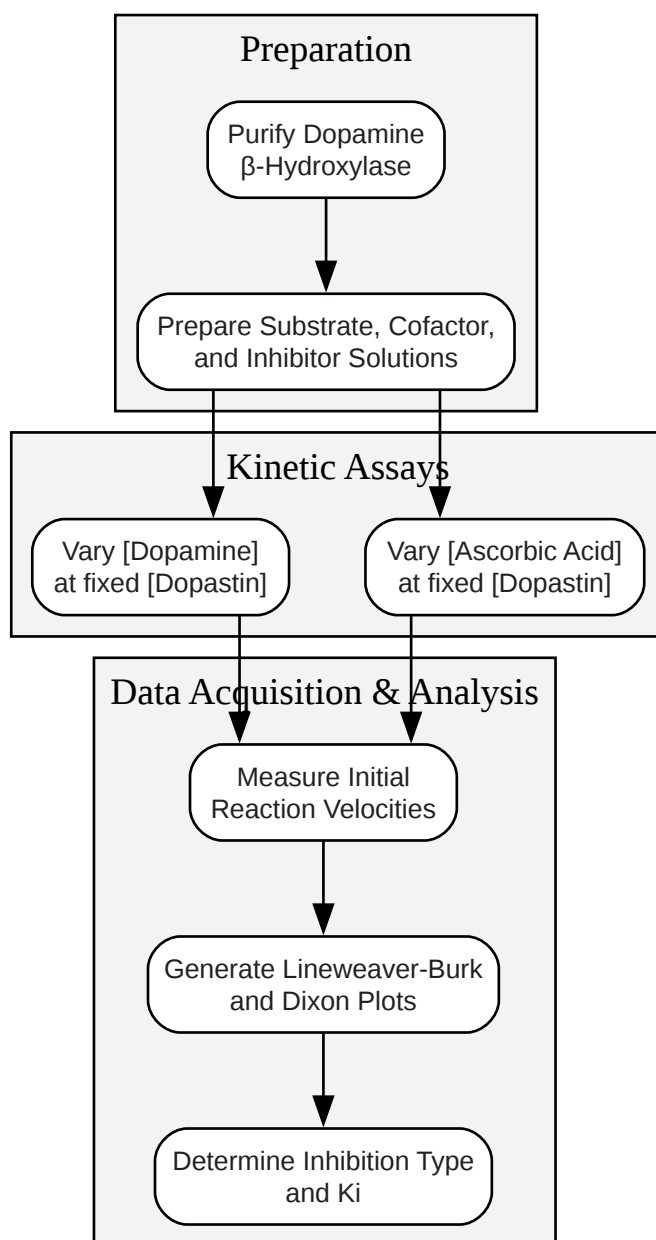 Preparation
Purify Dopamine
β-Hydroxylase
Prepare Substrate, Cofactor,
and Inhibitor Solutions
Kinetic Assays
Vary [Dopamine]
at fixed [Dopastin]
Vary [Ascorbic Acid]
at fixed [Dopastin]
Data Acquisition & Analysis
Measure Initial
Reaction Velocities
Generate Lineweaver-Burk
and Dixon Plots
Determine Inhibition Type
and Ki